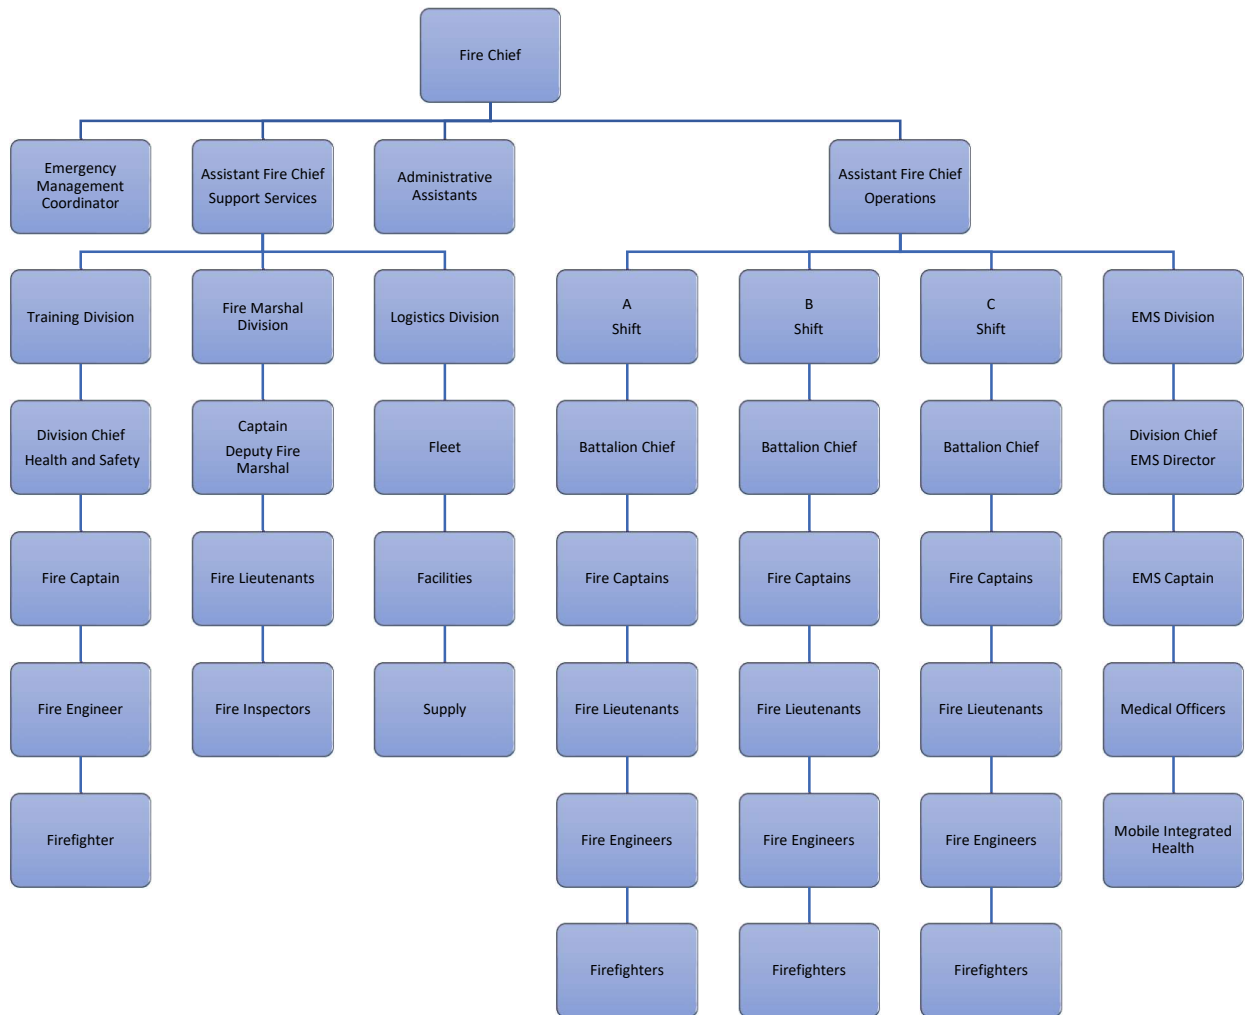 Fire Chief
Emergency
Management
Coordinator
Assistant Fire Chief
Support Services
Administrative
Assistants
Assistant Fire Chief
Operations
Training Division
Fire Marshal
Division
Logistics Division
A
Shift
B
Shift
C
Shift
EMS Division
Division Chief
Health and Safety
Captain
Deputy Fire
Marshal
Fleet
Battalion Chief
Battalion Chief
Battalion Chief
Division Chief
EMS Director
Fire Captain
Fire Lieutenants
Facilities
Fire Captains
Fire Captains
Fire Captains
EMS Captain
Fire Engineer
Fire Inspectors
Supply
Fire Lieutenants
Fire Lieutenants
Fire Lieutenants
Medical Officers
Firefighter
Fire Engineers
Fire Engineers
Fire Engineers
Mobile Integrated
Health
Firefighters
Firefighters
Firefighters